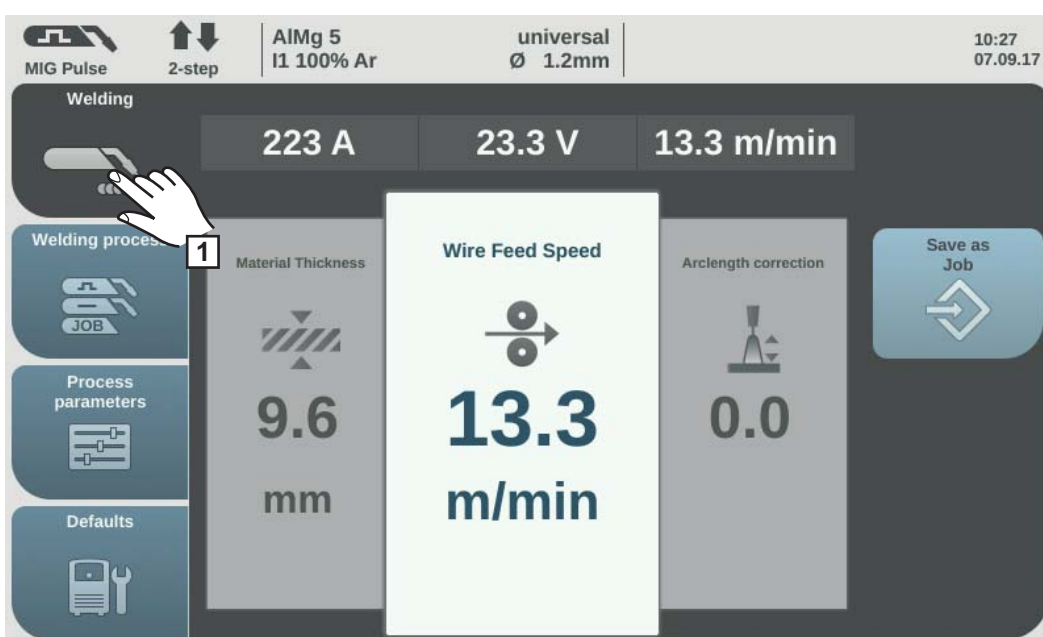 MIG Pulse
2-step
AlMg 5
I1 100% Ar
universal
Ø 1.2mm
10:27
07.09.17
Welding
223 A
23.3 V
13.3 m/min
Welding proces
1
Material Thickness
Wire Feed Speed
Arclength correction
Save as
Job
JOB
Process
parameters
9.6
13.3
0.0
mm
m/min
Defaults